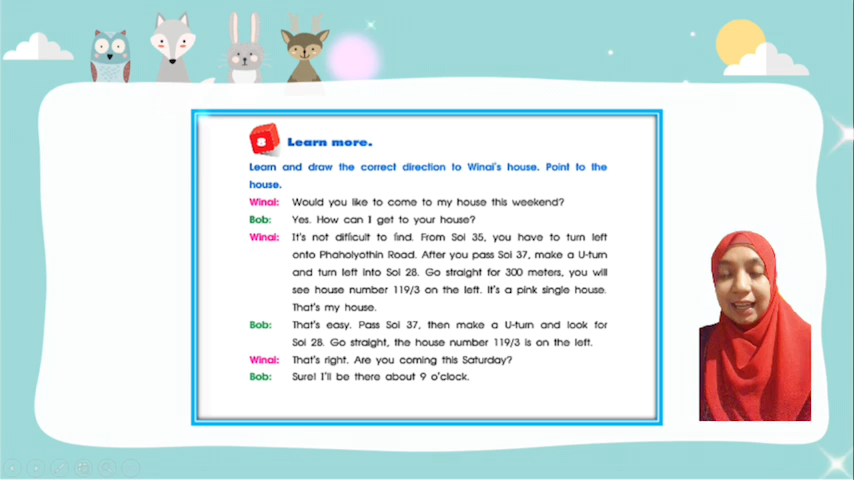 8 Learn more.
Learn and draw the correct direction to Winai's house. Point to the
house.
Winai: Would you like to come to my house this weekend?
Bob: Yes. How can I get to your house?
Winai: It's not difficult to find. From Soi 35, you have to turn left
onto Phaholyothin Road. After you pass Soi 37, make a U-turn
and turn left into Soi 28. Go straight for 300 meters, you will
see house number 119/3 on the left. It's a pink single house.
That's my house.
Bob: That's easy. Pass Soi 37, then make a U-turn and look for
Soi 28. Go straight, the house number 119/3 is on the left.
Winai: That's right. Are you coming this Saturday?
Bob: Sure! I'll be there about 9 o'clock.